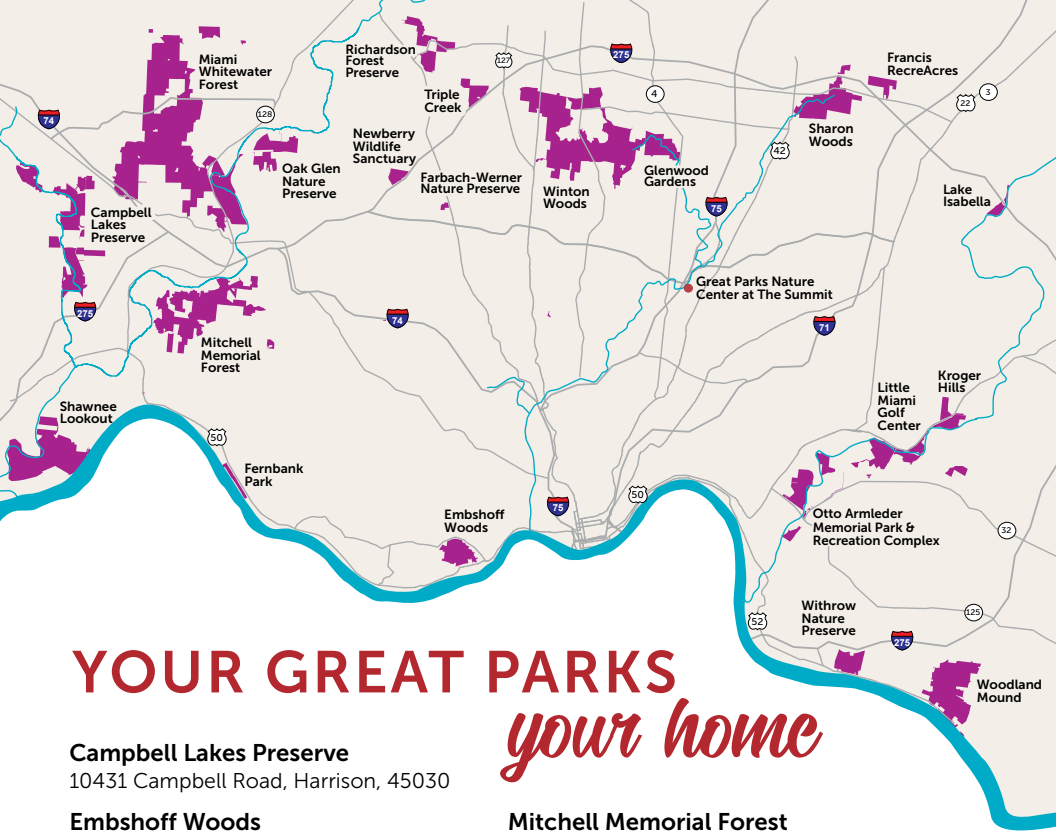 Miami
Whitewater
Forest
Richardson
Forest
Preserve
127
275
Francis
RecreAcres
Triple
Creek
4
22
3
74
128
Newberry
Wildlife
Sanctuary
Sharon
Woods
42
Oak Glen
Nature
Preserve
Farbach-Werner
Nature Preserve
Winton
Woods
Glenwood
Gardens
Lake
Isabella
Campbell
Lakes
Preserve
75
Great Parks Nature
Center at The Summit
275
74
71
Mitchell
Memorial
Forest
Little
Miami
Golf
Center
Kroger
Hills
Shawnee
Lookout
50
Fernbank
Park
75
50
Embshoff
Woods
Otto Armleder
Memorial Park &
Recreation Complex
32
Withrow
Nature
Preserve
125
52
275
Woodland
Mound
YOUR GREAT PARKS
your home
Campbell Lakes Preserve
10431 Campbell Road, Harrison, 45030
Embshoff Woods
Mitchell Memorial Forest